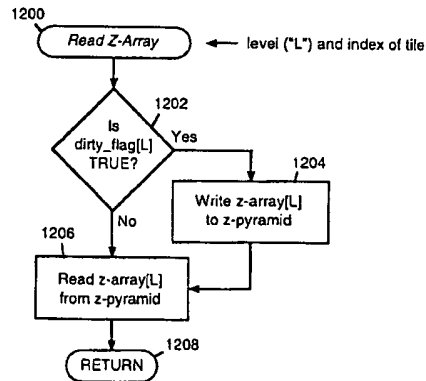 1200
Read Z-Array
level ("L") and index of tile
1202
Is
dirty_flag[L]
TRUE?
Yes
1204
Write z-array[L]
to z-pyramid
No
1206
Read z-array[L]
from z-pyramid
1208
RETURN